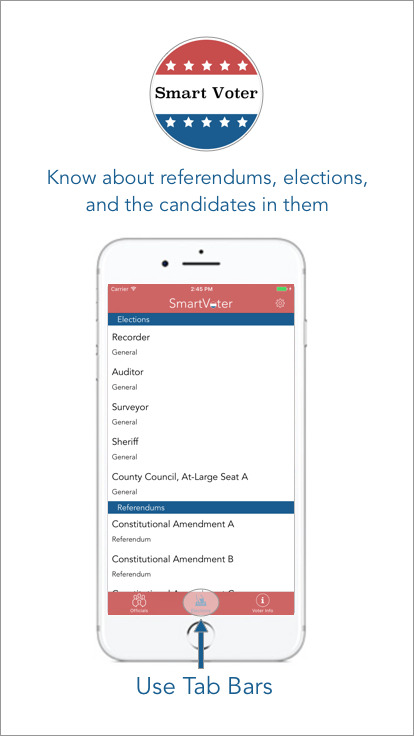 Smart Voter
Know about referendums, elections,
and the candidates in them
Carrier 2:45 PM
SmartVoter
Elections
Recorder
General
Auditor
General
Surveyor
General
Sheriff
General
County Council, At-Large Seat A
General
Referendums
Constitutional Amendment A
Referendum
Constitutional Amendment B
Referendum
Officials Voter Info
Use Tab Bars